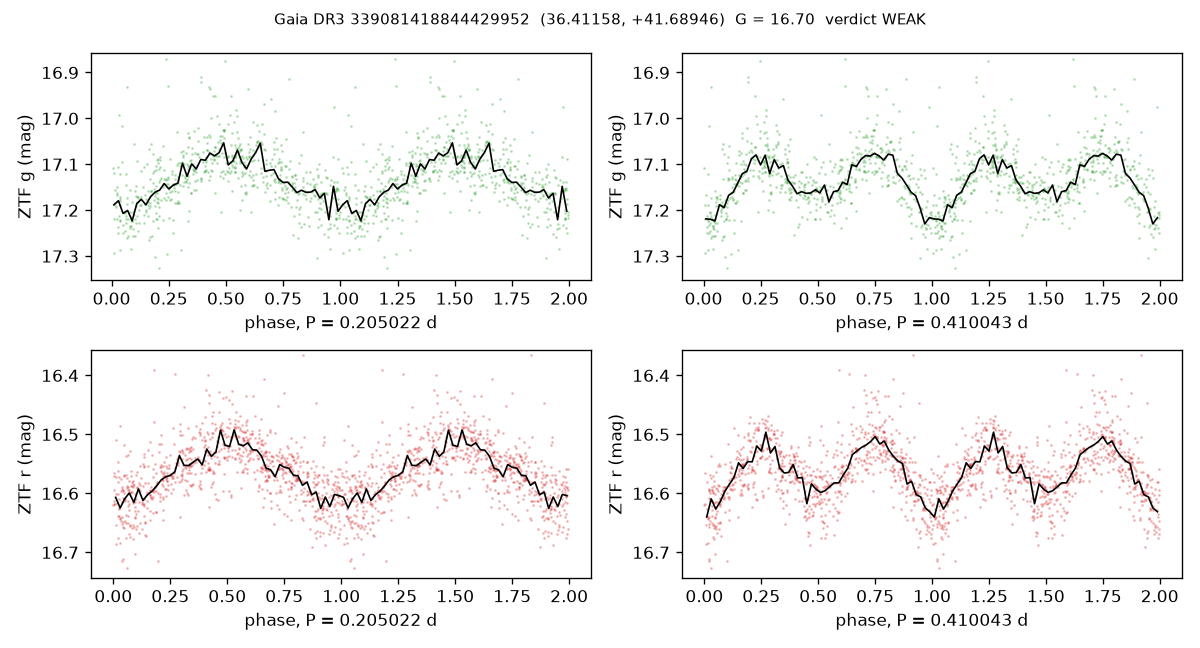 Gaia DR3 339081418844429952 (36.41158, +41.68946) G = 16.70 verdict WEAK
ZTF g (mag)
16.9
17.0
17.1
17.2
17.3
0.00 0.25 0.50 0.75 1.00 1.25 1.50 1.75 2.00
phase, P = 0.205022 d
ZTF g (mag)
16.9
17.0
17.1
17.2
17.3
0.00 0.25 0.50 0.75 1.00 1.25 1.50 1.75 2.00
phase, P = 0.410043 d
ZTF r (mag)
16.4
16.5
16.6
16.7
0.00 0.25 0.50 0.75 1.00 1.25 1.50 1.75 2.00
phase, P = 0.205022 d
ZTF r (mag)
16.4
16.5
16.6
16.7
0.00 0.25 0.50 0.75 1.00 1.25 1.50 1.75 2.00
phase, P = 0.410043 d